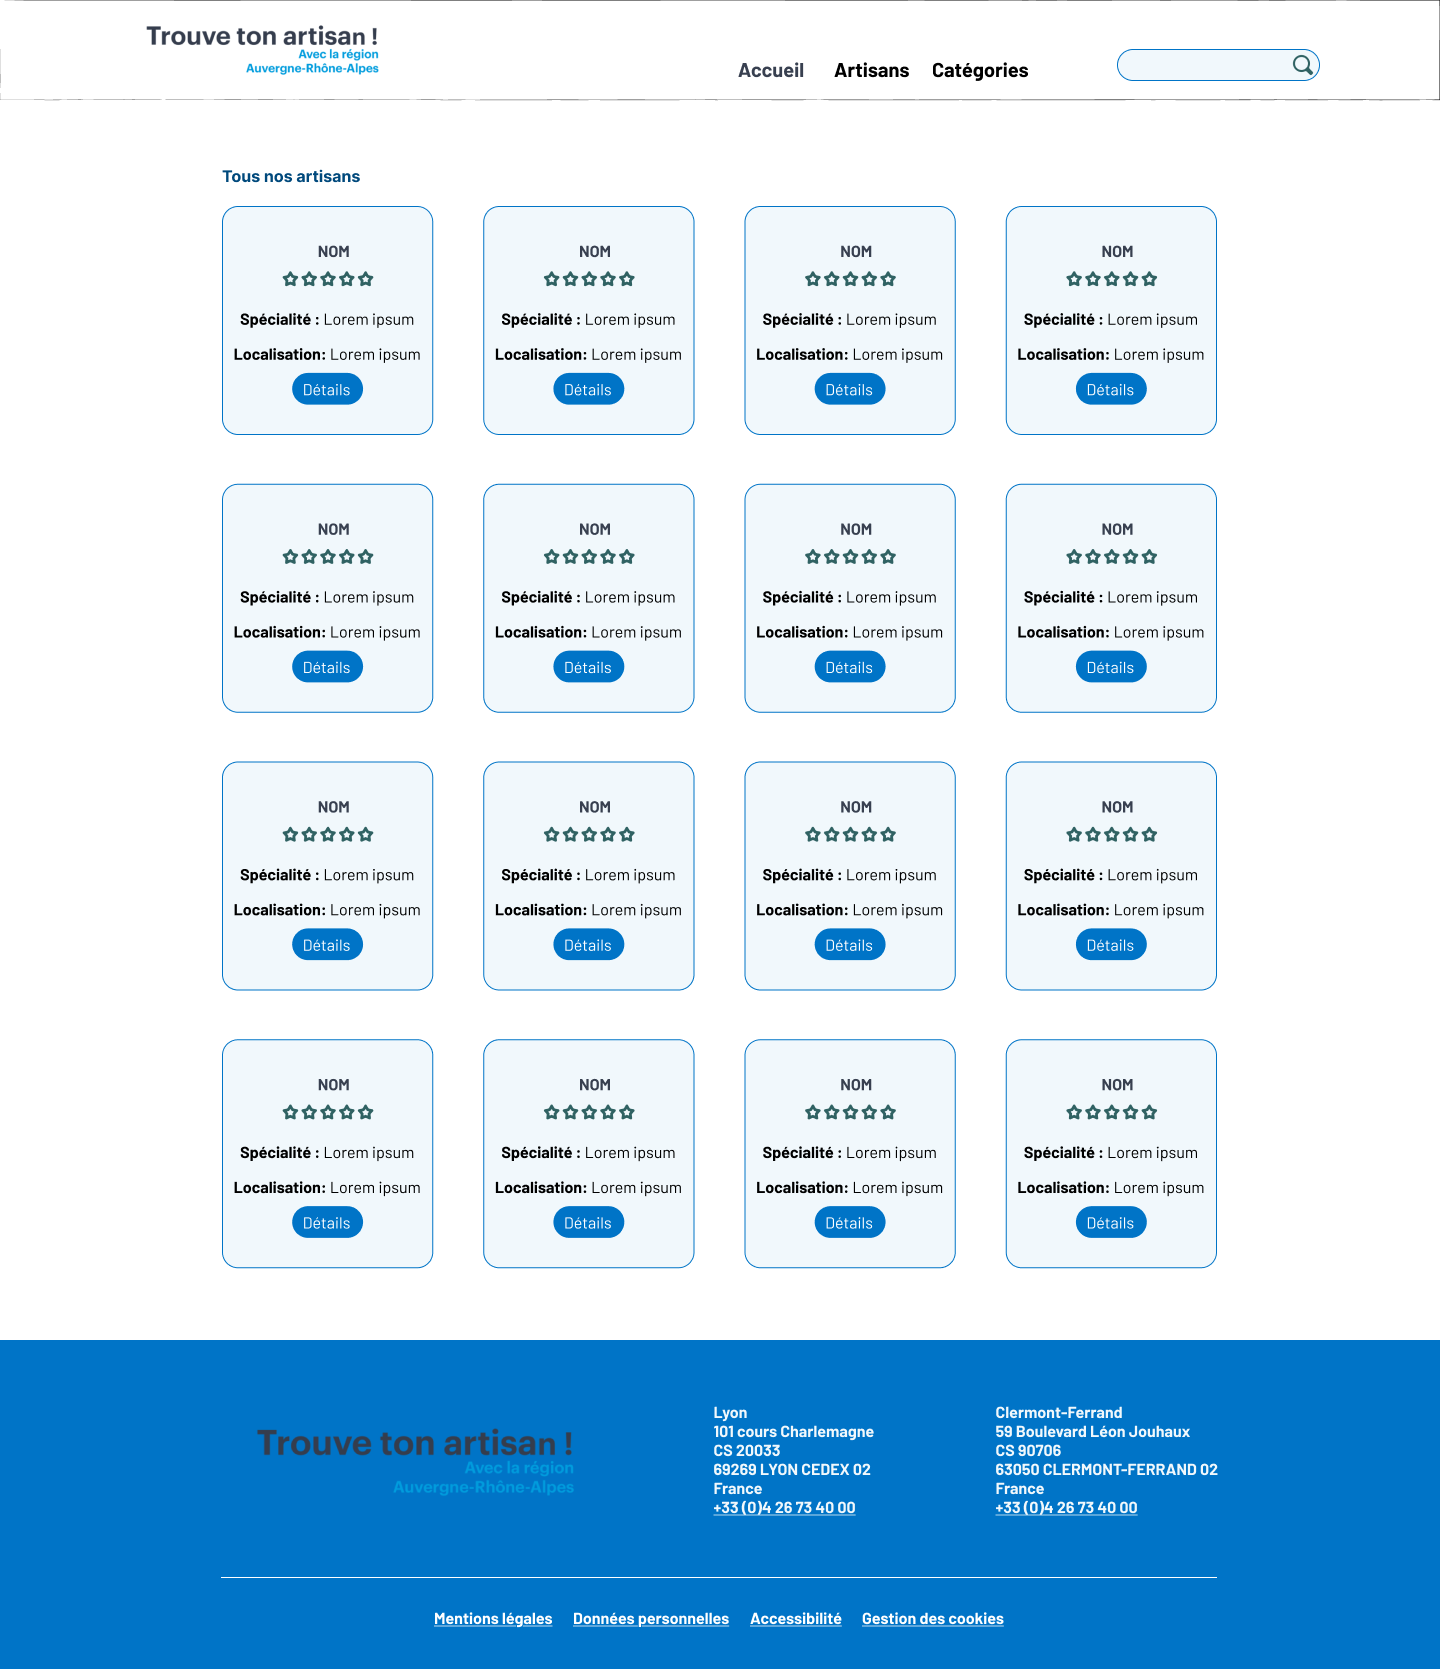 Trouve ton artisan !
Avec la région
Auvergne-Rhône-Alpes
Accueil Artisans Catégories
Tous nos artisans
NOM
Spécialité : Lorem ipsum
Localisation: Lorem ipsum
Détails
NOM
Spécialité : Lorem ipsum
Localisation: Lorem ipsum
Détails
NOM
Spécialité : Lorem ipsum
Localisation: Lorem ipsum
Détails
NOM
Spécialité : Lorem ipsum
Localisation: Lorem ipsum
Détails
NOM
Spécialité : Lorem ipsum
Localisation: Lorem ipsum
Détails
NOM
Spécialité : Lorem ipsum
Localisation: Lorem ipsum
Détails
NOM
Spécialité : Lorem ipsum
Localisation: Lorem ipsum
Détails
NOM
Spécialité : Lorem ipsum
Localisation: Lorem ipsum
Détails
NOM
Spécialité : Lorem ipsum
Localisation: Lorem ipsum
Détails
NOM
Spécialité : Lorem ipsum
Localisation: Lorem ipsum
Détails
NOM
Spécialité : Lorem ipsum
Localisation: Lorem ipsum
Détails
NOM
Spécialité : Lorem ipsum
Localisation: Lorem ipsum
Détails
NOM
Spécialité : Lorem ipsum
Localisation: Lorem ipsum
Détails
NOM
Spécialité : Lorem ipsum
Localisation: Lorem ipsum
Détails
NOM
Spécialité : Lorem ipsum
Localisation: Lorem ipsum
Détails
NOM
Spécialité : Lorem ipsum
Localisation: Lorem ipsum
Détails
Trouve ton artisan !
Avec la région
Auvergne-Rhône-Alpes
Lyon
101 cours Charlemagne
CS 20033
69269 LYON CEDEX 02
France
+33 (0)4 26 73 40 00
Clermont-Ferrand
59 Boulevard Léon Jouhaux
CS 90706
63050 CLERMONT-FERRAND 02
France
+33 (0)4 26 73 40 00
Mentions légales Données personnelles Accessibilité Gestion des cookies